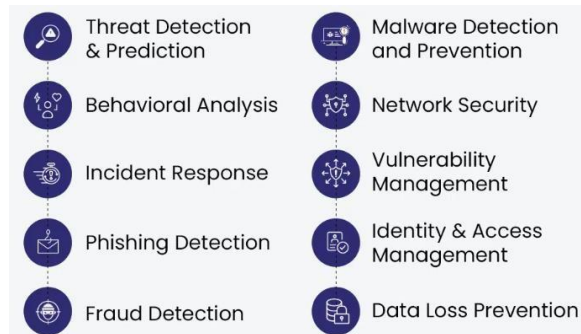 Threat Detection
& Prediction
Behavioral Analysis
Incident Response
Phishing Detection
Fraud Detection
Malware Detection
and Prevention
Network Security
Vulnerability
Management
Identity & Access
Management
Data Loss Prevention